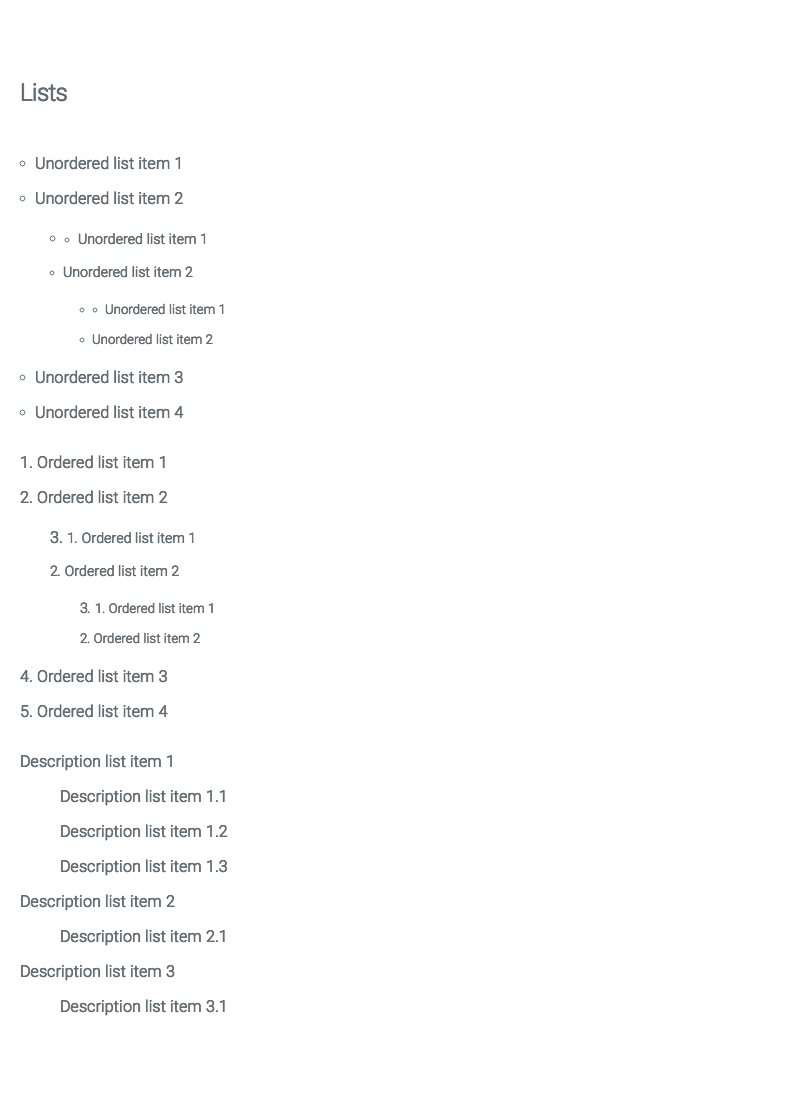 Lists
◦ Unordered list item 1
◦ Unordered list item 2
◦ ◦ Unordered list item 1
◦ Unordered list item 2
◦ ◦ Unordered list item 1
◦ Unordered list item 2
◦ Unordered list item 3
◦ Unordered list item 4
1. Ordered list item 1
2. Ordered list item 2
3. 1. Ordered list item 1
2. Ordered list item 2
3. 1. Ordered list item 1
2. Ordered list item 2
4. Ordered list item 3
5. Ordered list item 4
Description list item 1
Description list item 1.1
Description list item 1.2
Description list item 1.3
Description list item 2
Description list item 2.1
Description list item 3
Description list item 3.1